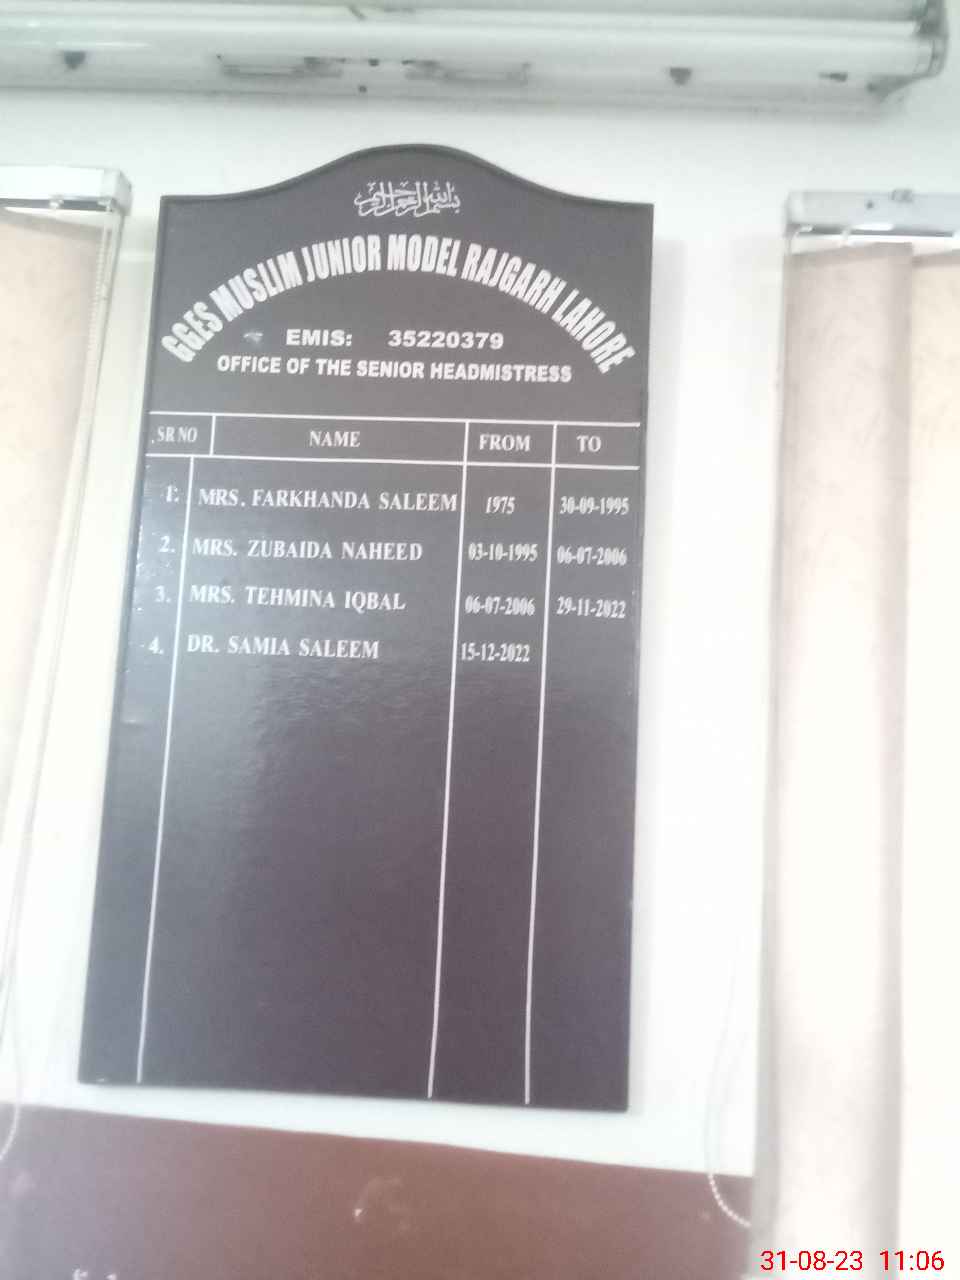 بسم الله الرحمن الرحيم
GGES MUSLIM JUNIOR MODEL RAJGARH LAHORE
EMIS: 35220379
OFFICE OF THE SENIOR HEADMISTRESS
SR NO NAME FROM TO
1. MRS. FARKHANDA SALEEM 1975 30-09-1995
2. MRS. ZUBAIDA NAHEED 03-10-1995 06-07-2006
3. MRS. TEHMINA IQBAL 06-07-2006 29-11-2022
4. DR. SAMIA SALEEM 15-12-2022
31-08-23 11:06